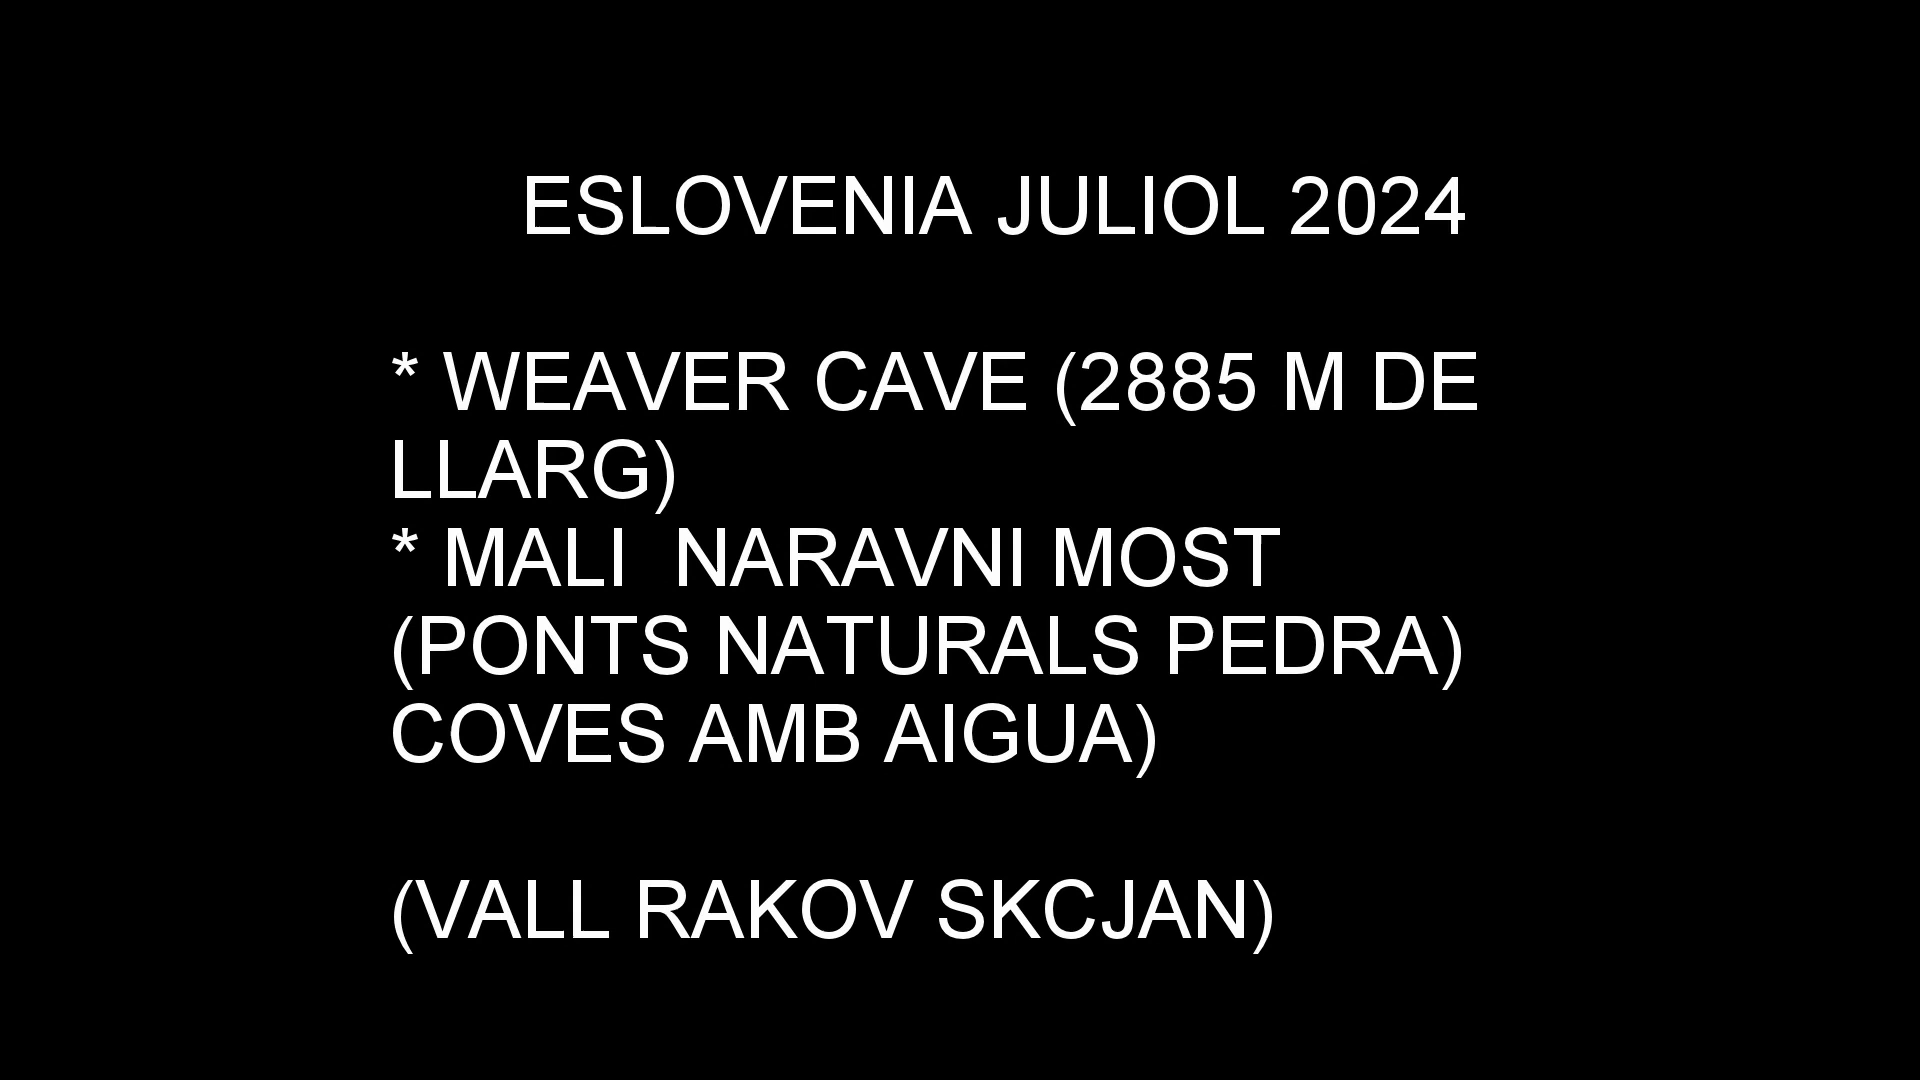 ESLOVENIA JULIOL 2024
* WEAVER CAVE (2885 M DE
LLARG)
* MALI  NARAVNI MOST
(PONTS NATURALS PEDRA)
COVES AMB AIGUA)
(VALL RAKOV SKCJAN)